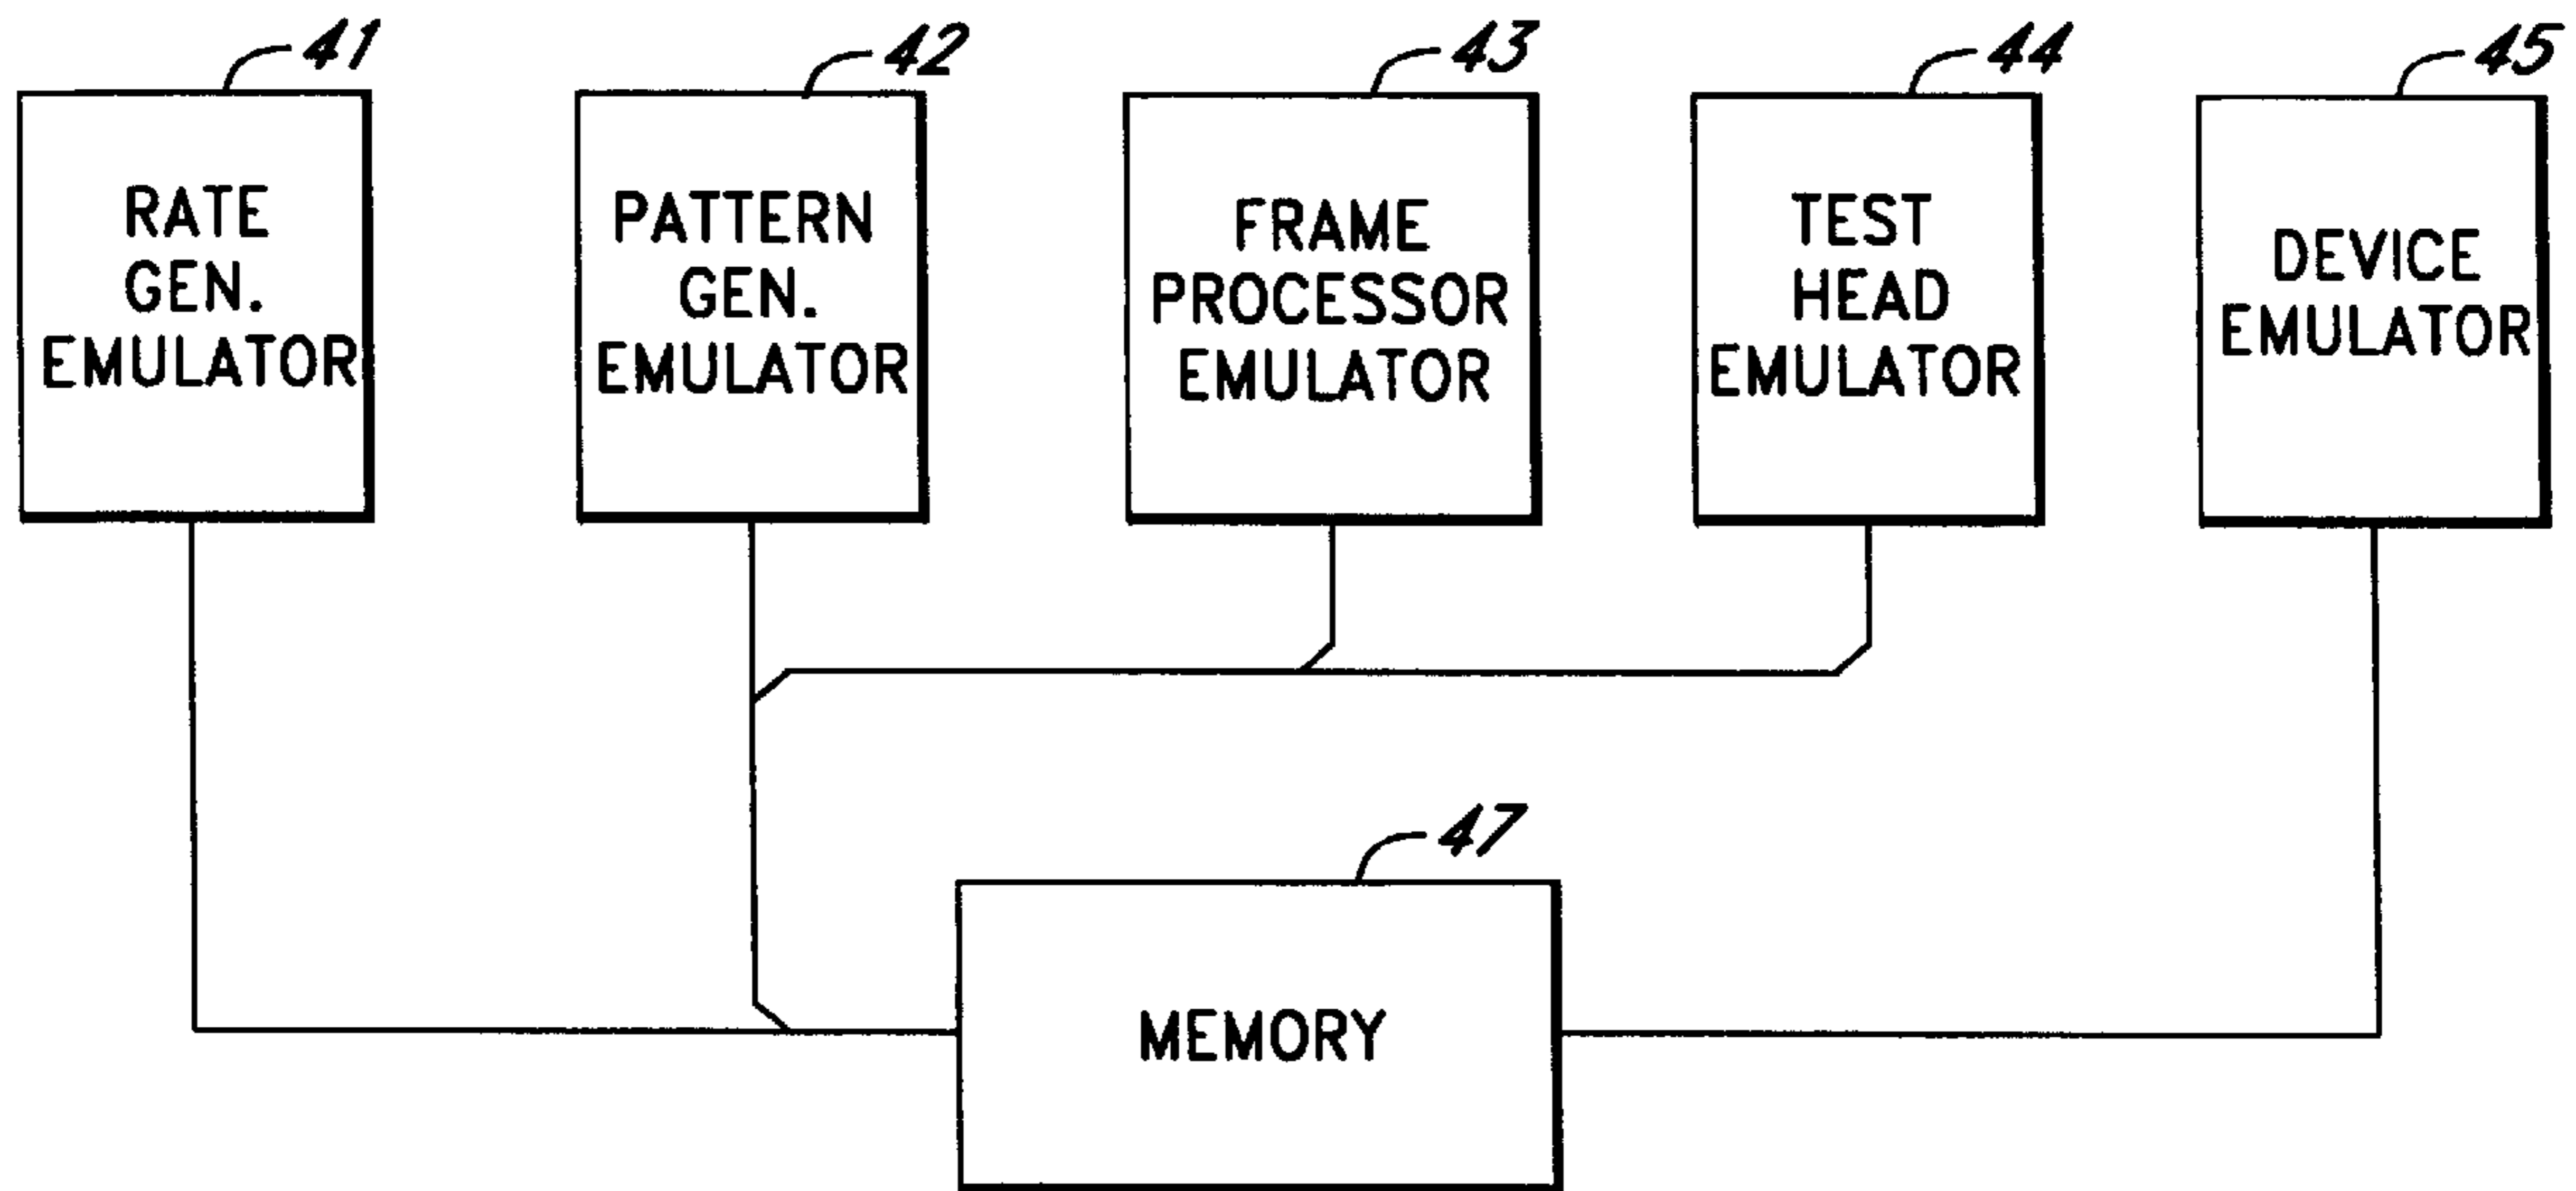 41
42
43
44
45
RATE
GEN.
EMULATOR
PATTERN
GEN.
EMULATOR
FRAME
PROCESSOR
EMULATOR
TEST
HEAD
EMULATOR
DEVICE
EMULATOR
47
MEMORY